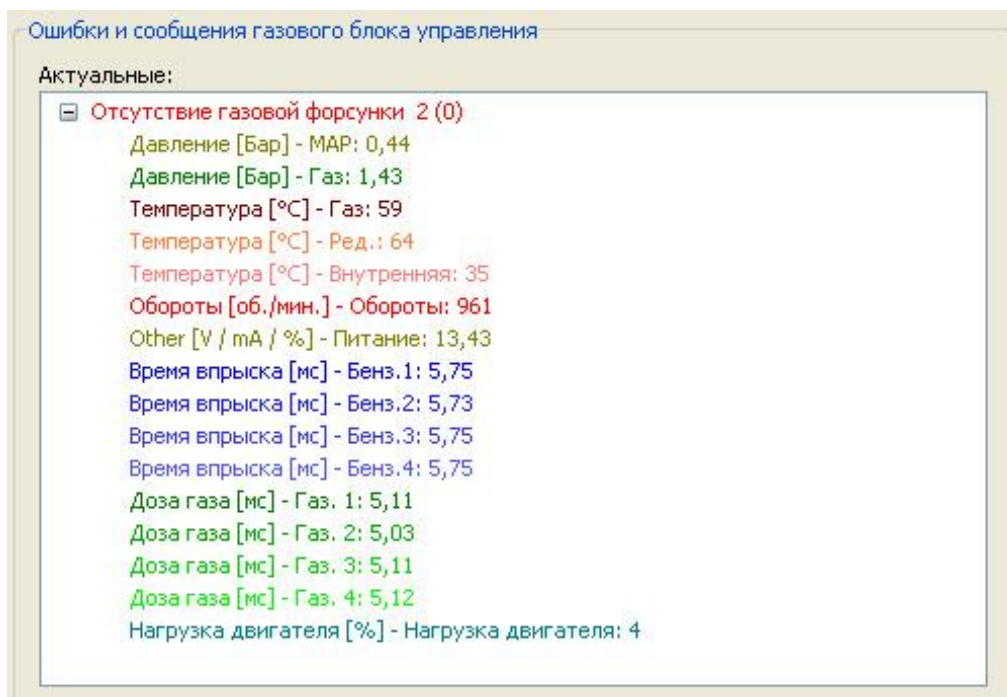 Ошибки и сообщения газового блока управления
Актуальные:
Отсутствие газовой форсунки 2 (0)
Давление [Бар] - MAP: 0,44
Давление [Бар] - Газ: 1,43
Температура [°C] - Газ: 59
Температура [°C] - Ред.: 64
Температура [°C] - Внутренняя: 35
Обороты [об./мин.] - Обороты: 961
Other [V / mA / %] - Питание: 13,43
Время впрыска [мс] - Бенз.1: 5,75
Время впрыска [мс] - Бенз.2: 5,73
Время впрыска [мс] - Бенз.3: 5,75
Время впрыска [мс] - Бенз.4: 5,75
Доза газа [мс] - Газ. 1: 5,11
Доза газа [мс] - Газ. 2: 5,03
Доза газа [мс] - Газ. 3: 5,11
Доза газа [мс] - Газ. 4: 5,12
Нагрузка двигателя [%] - Нагрузка двигателя: 4